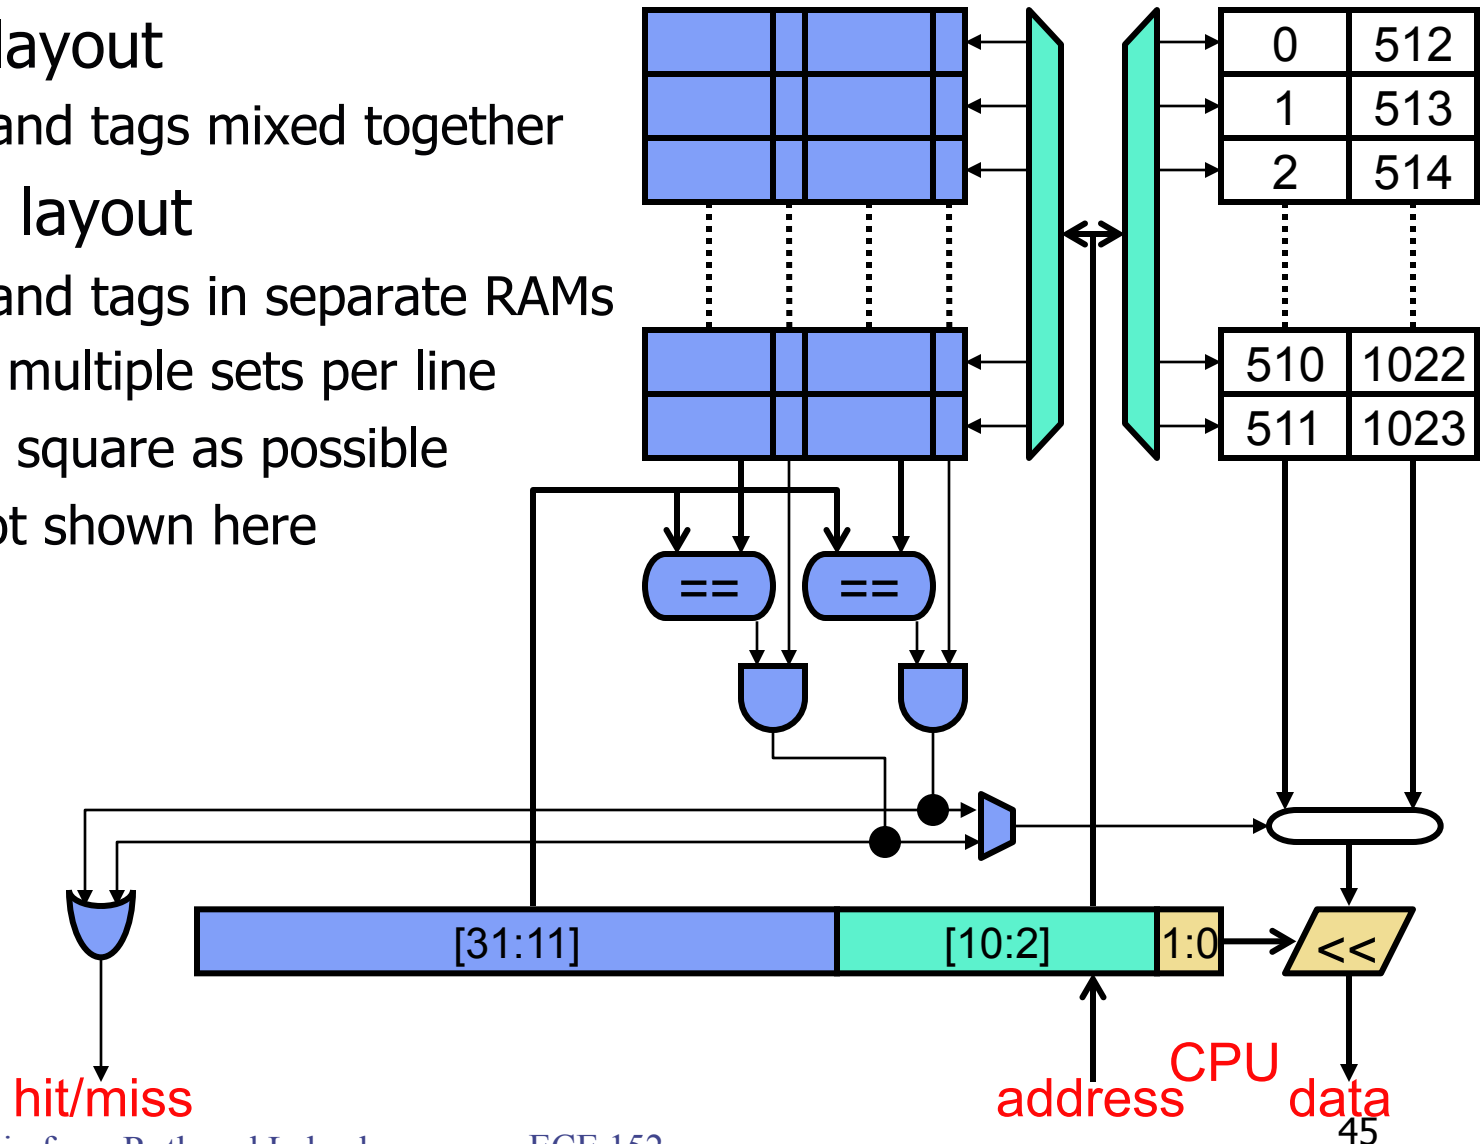 layout
and tags mixed together
layout
and tags in separate RAMs
multiple sets per line
square as possible
shown here
0 512
1 513
2 514
510 1022
511 1023
== ==
[31:11] [10:2] 1:0 <<
CPU
hit/miss address data
45
ECE 152